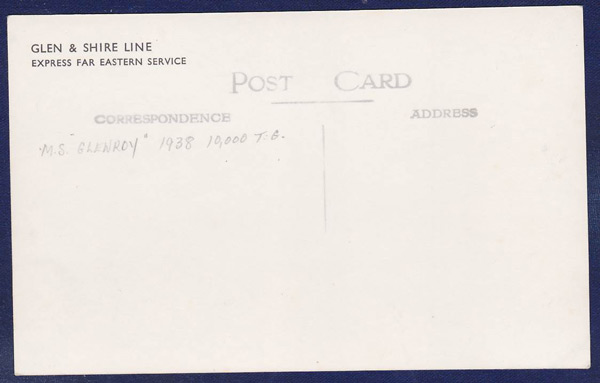 GLEN & SHIRE LINE
EXPRESS FAR EASTERN SERVICE
POST CARD
CORRESPONDENCE
ADDRESS
M.S. "GLENROY" 1938 10,000 T.G.